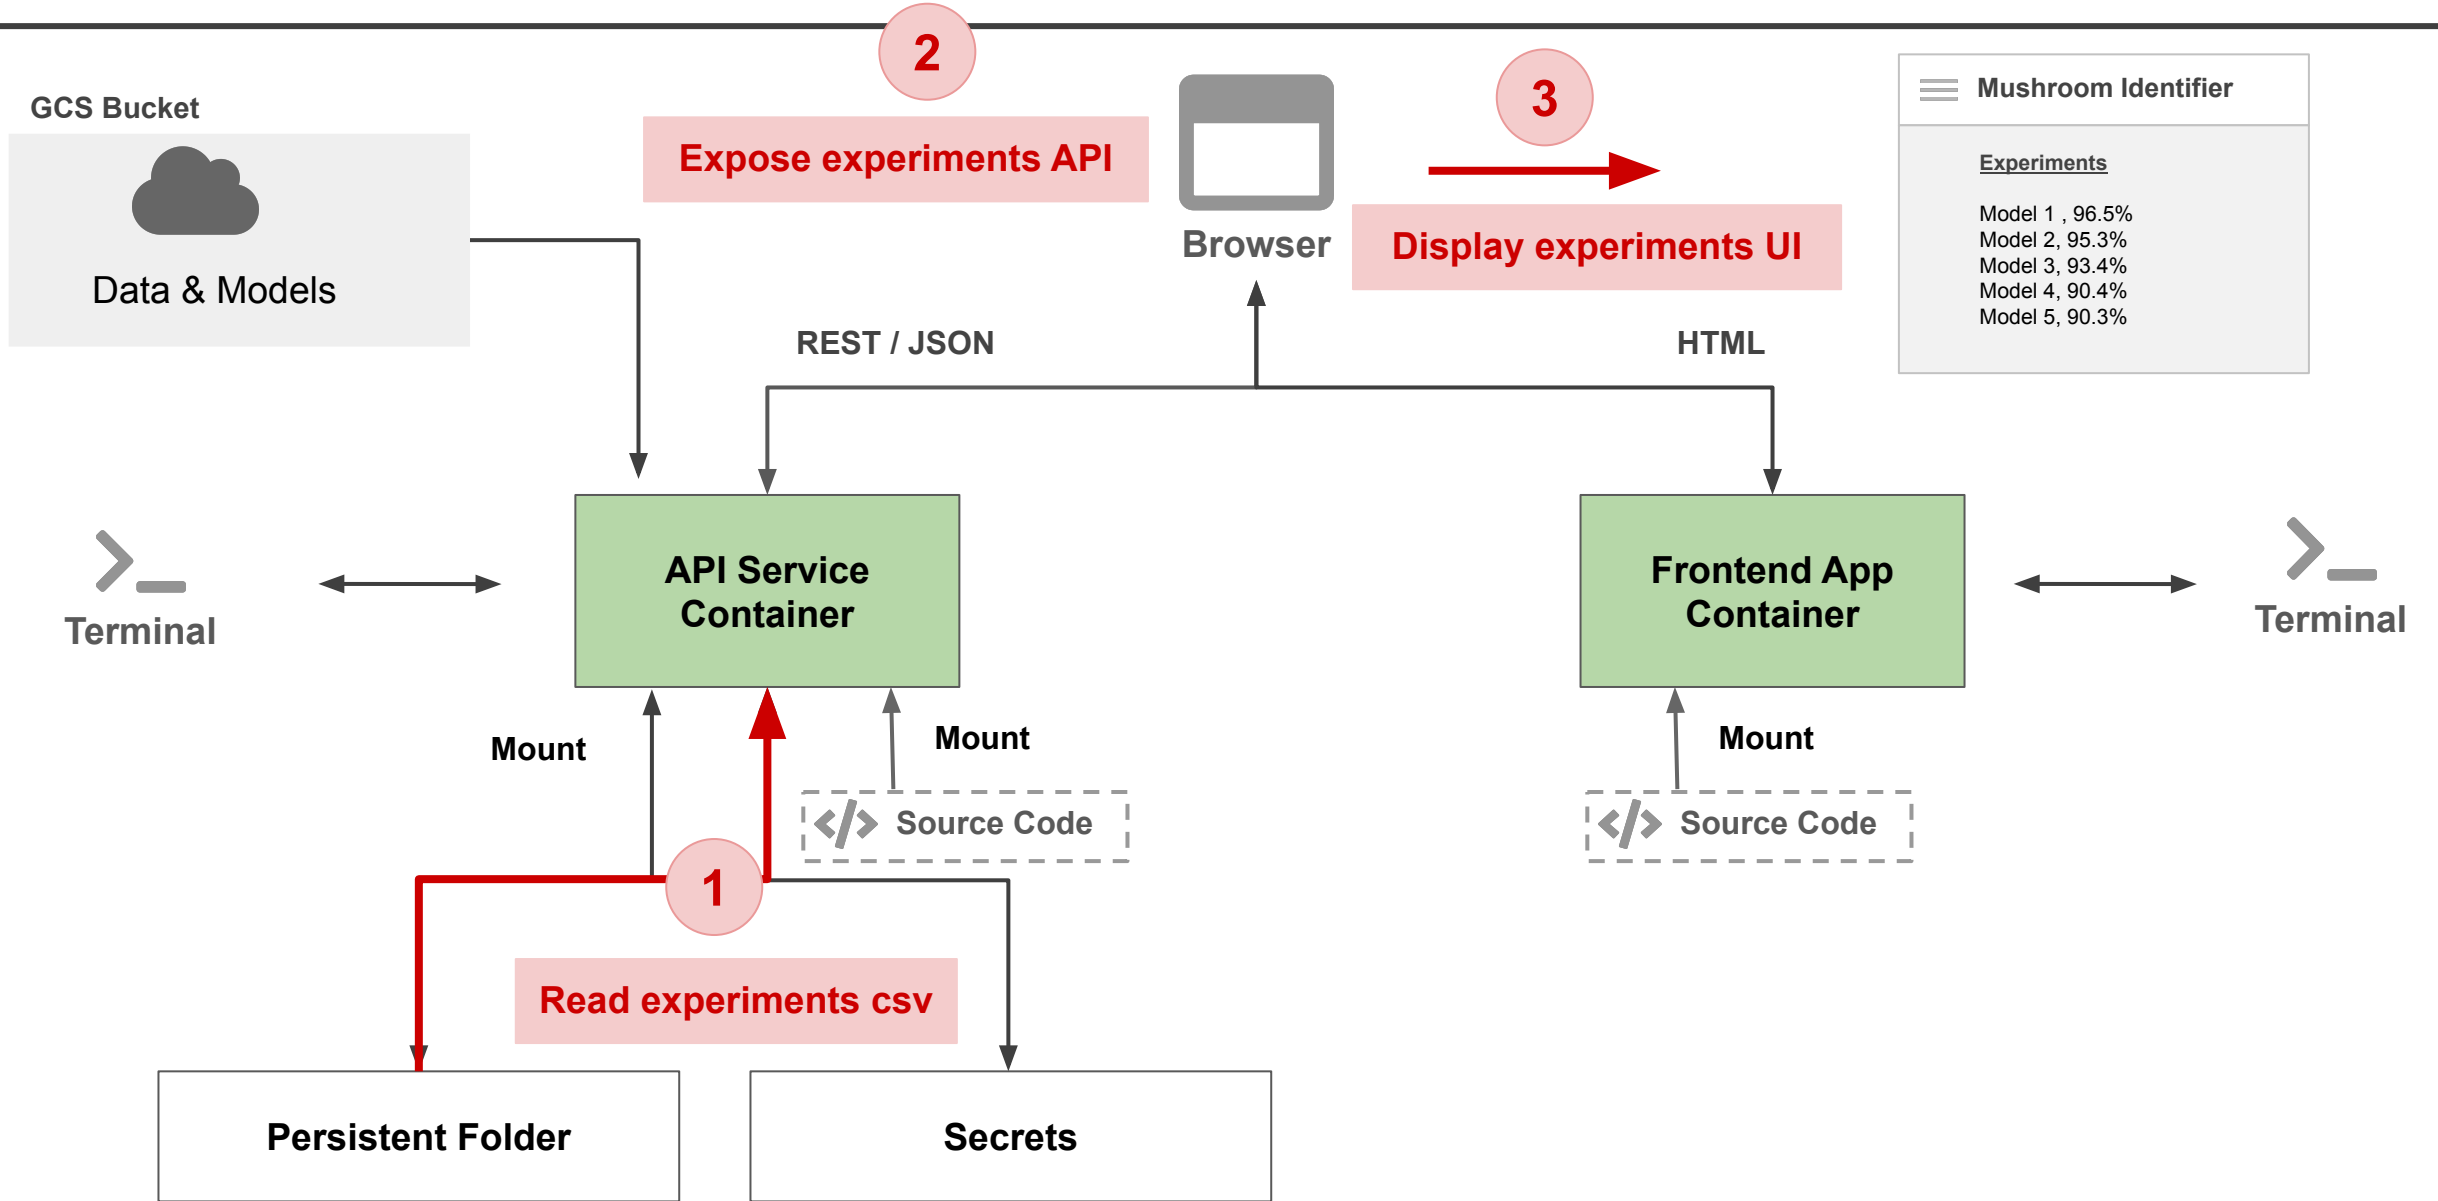 2
3
GCS Bucket
Mushroom Identifier
Expose experiments API
Experiments
Model 1 , 96.5%
Model 2, 95.3%
Model 3, 93.4%
Model 4, 90.4%
Model 5, 90.3%
Browser
Display experiments UI
Data & Models
REST / JSON
HTML
API Service
Container
Frontend App
Container
Terminal
Terminal
Mount
Mount
Mount
Source Code
Source Code
1
Read experiments csv
Persistent Folder
Secrets